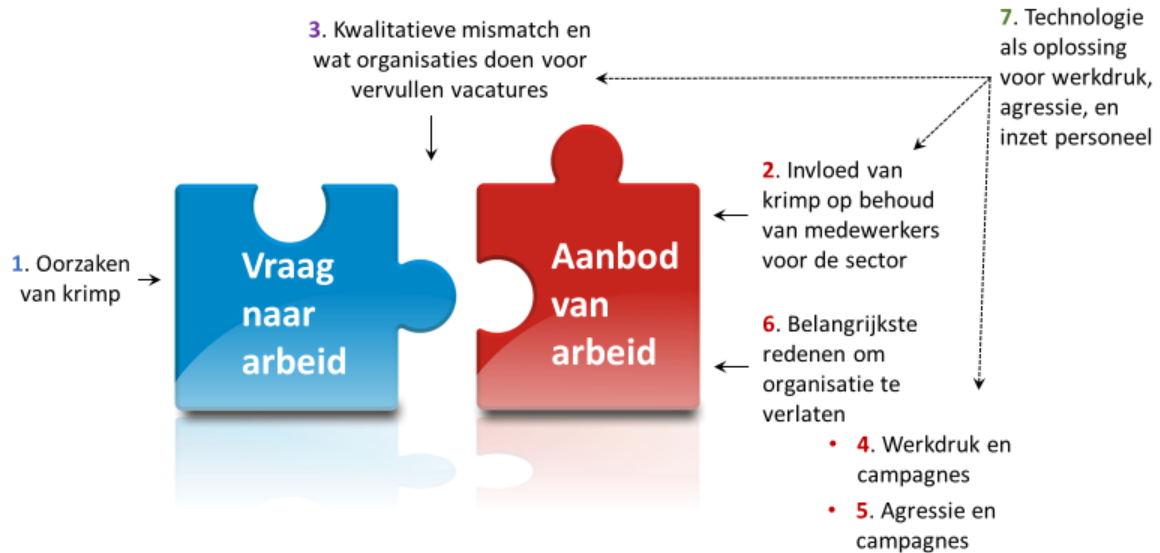 3. Kwalitatieve mismatch en
wat organisaties doen voor
vervullen vacatures
7. Technologie
als oplossing
voor werkdruk,
agressie, en
inzet personeel
1. Oorzaken
van krimp
Vraag
naar
arbeid
Aanbod
van
arbeid
2. Invloed van
krimp op behoud
van medewerkers
voor de sector
6. Belangrijkste
redenen om
organisatie te
verlaten
• 4. Werkdruk en
campagnes
• 5. Agressie en
campagnes